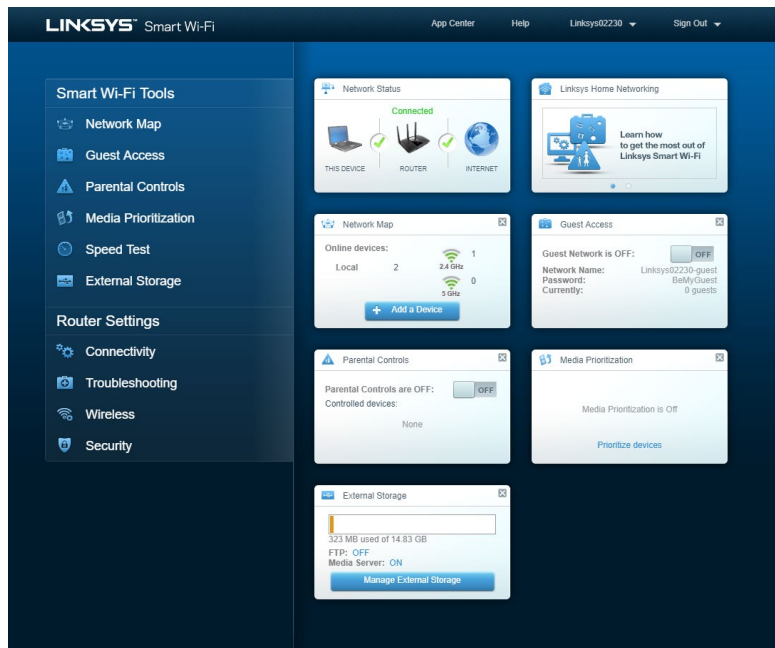 LINKSYS™ Smart Wi-Fi
App Center Help Linksys02230 Sign Out
Smart Wi-Fi Tools
Network Map
Guest Access
Parental Controls
Media Prioritization
Speed Test
External Storage
Router Settings
Connectivity
Troubleshooting
Wireless
Security
Network Status
Connected
THIS DEVICE ROUTER INTERNET
Linksys Home Networking
Learn how
to get the most out of
Linksys Smart Wi-Fi
Network Map
Online devices:
Local 2
2.4 GHz 1
5 GHz 0
+ Add a Device
Guest Access
Guest Network is OFF: OFF
Network Name: Linksys02230-guest
Password: BeMyGuest
Currently: 0 guests
Parental Controls
Parental Controls are OFF: OFF
Controlled devices:
None
Media Prioritization
Media Prioritization is Off
Prioritize devices
External Storage
323 MB used of 14.83 GB
FTP: OFF
Media Server: ON
Manage External Storage